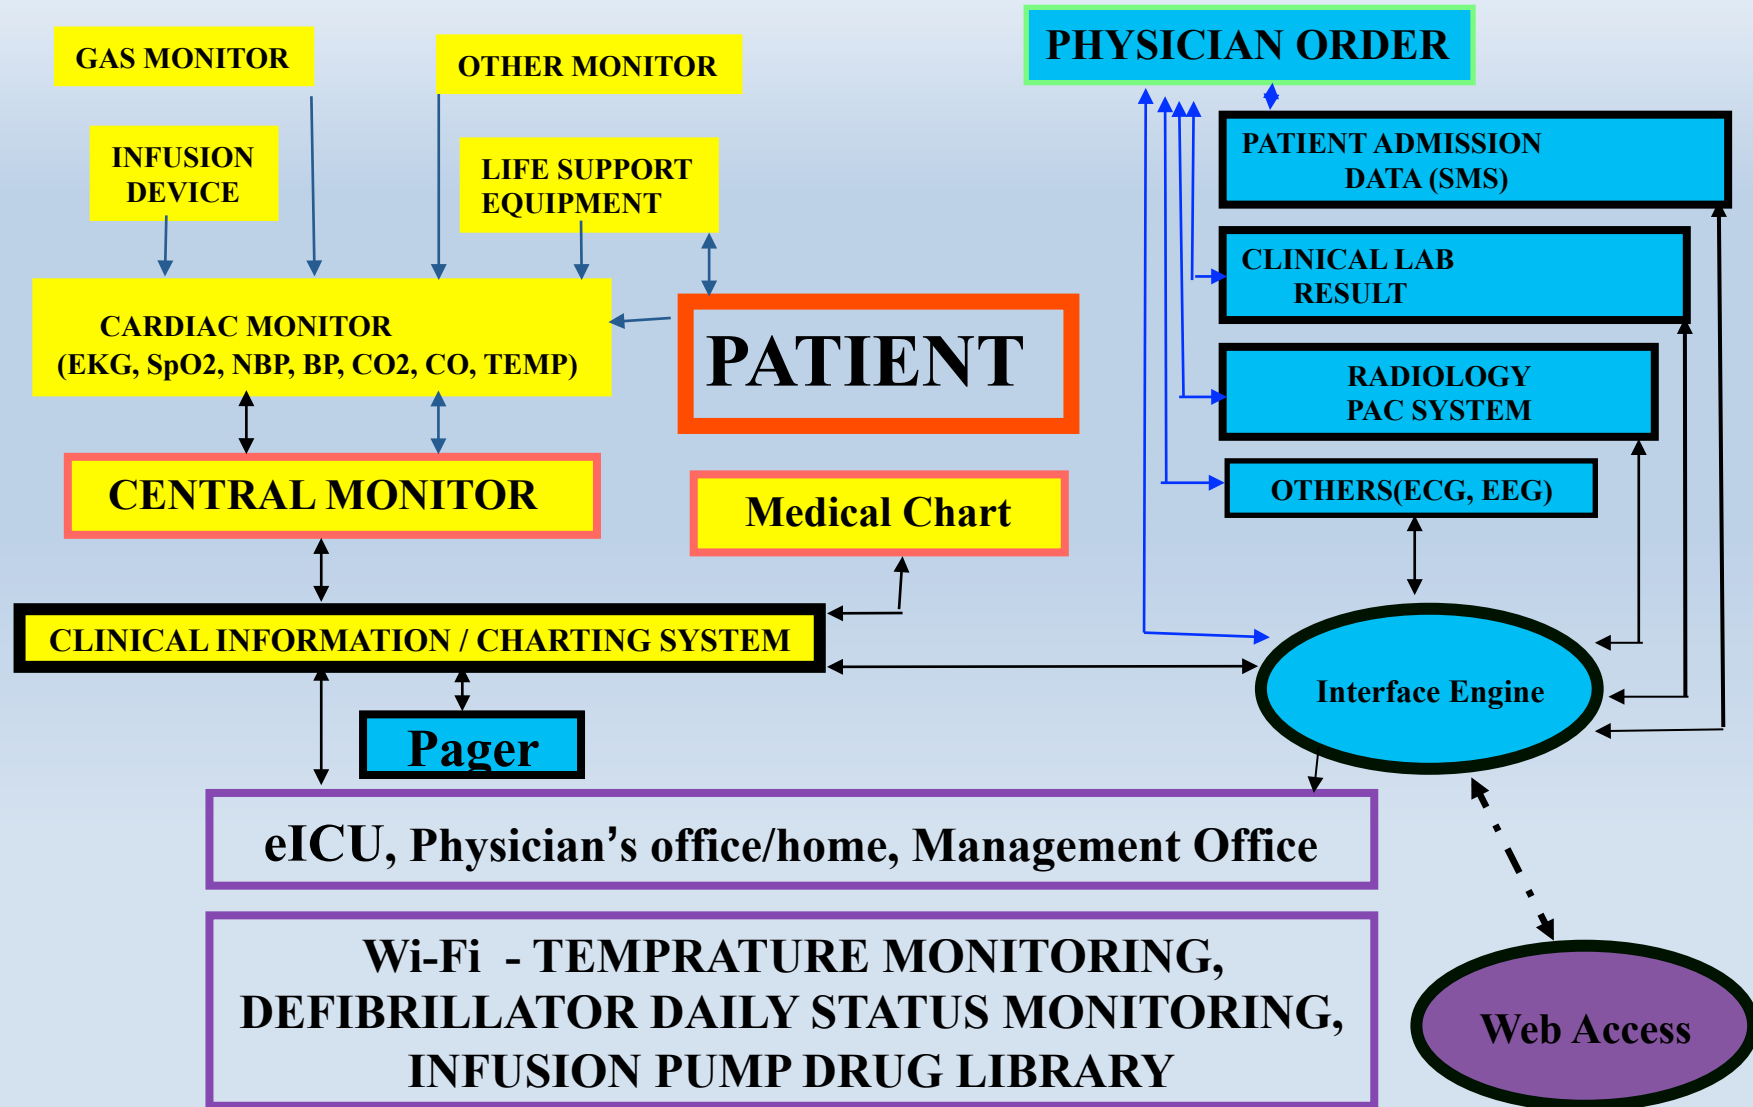 GAS MONITOR
OTHER MONITOR
PHYSICIAN ORDER
INFUSION
DEVICE
LIFE SUPPORT
EQUIPMENT
PATIENT ADMISSION
DATA (SMS)
CLINICAL LAB
RESULT
CARDIAC MONITOR
(EKG, SpO2, NBP, BP, CO2, CO, TEMP)
PATIENT
RADIOLOGY
PAC SYSTEM
CENTRAL MONITOR
Medical Chart
OTHERS(ECG, EEG)
CLINICAL INFORMATION / CHARTING SYSTEM
Interface Engine
Pager
eICU, Physician’s office/home, Management Office
Wi-Fi - TEMPRATURE MONITORING,
DEFIBRILLATOR DAILY STATUS MONITORING,
INFUSION PUMP DRUG LIBRARY
Web Access